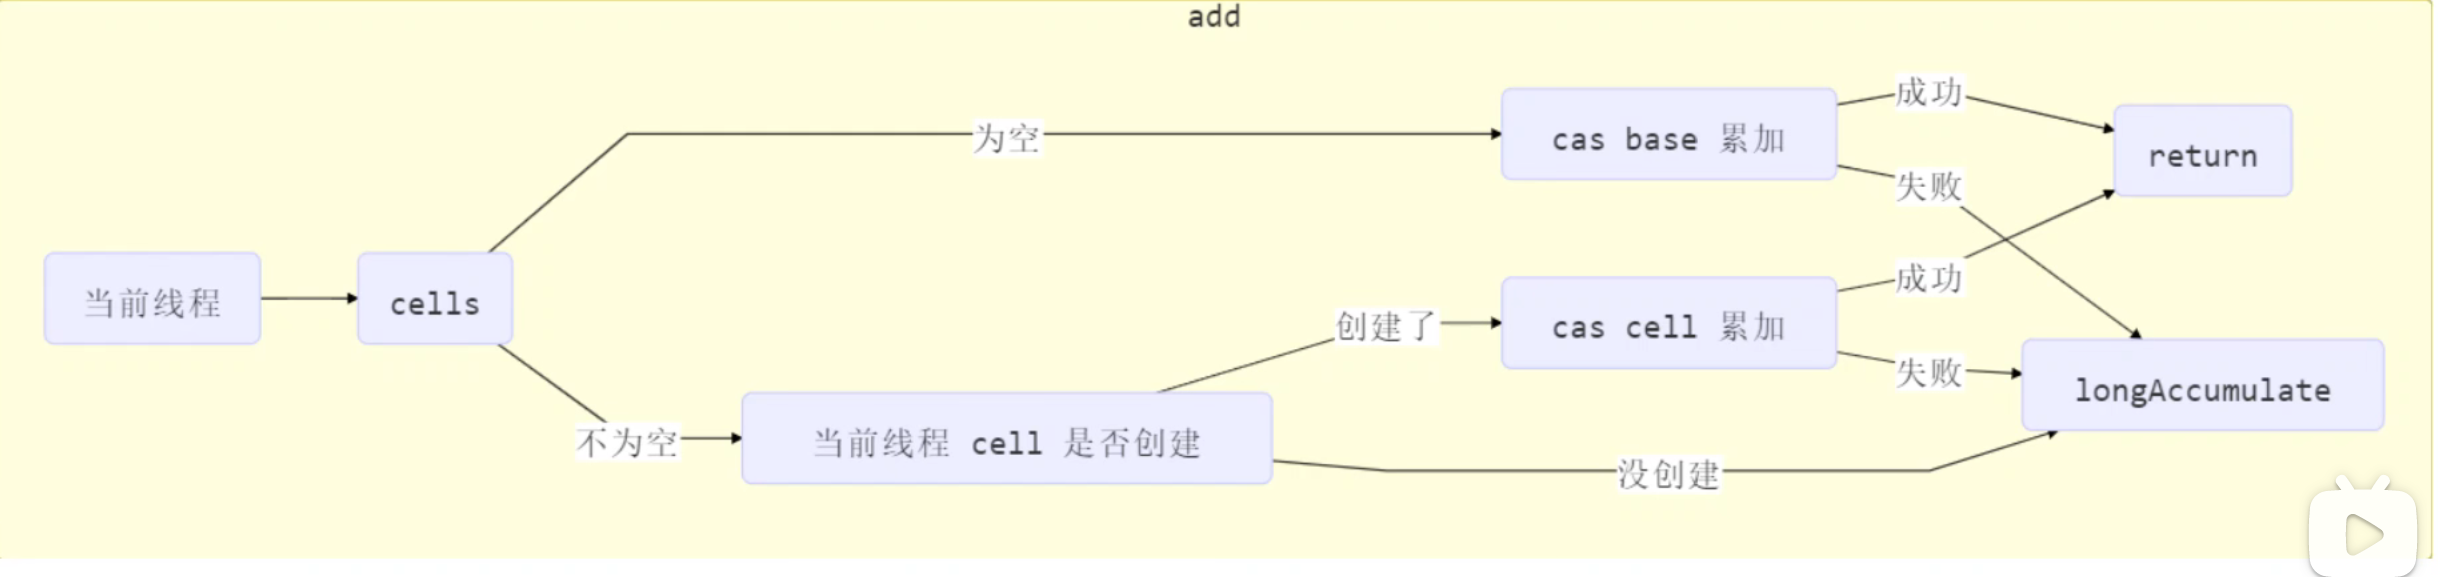 add
当前线程
cells
为空
不为空
当前线程 cell 是否创建
创建了
没创建
cas base 累加
成功
失败
cas cell 累加
成功
失败
return
longAccumulate